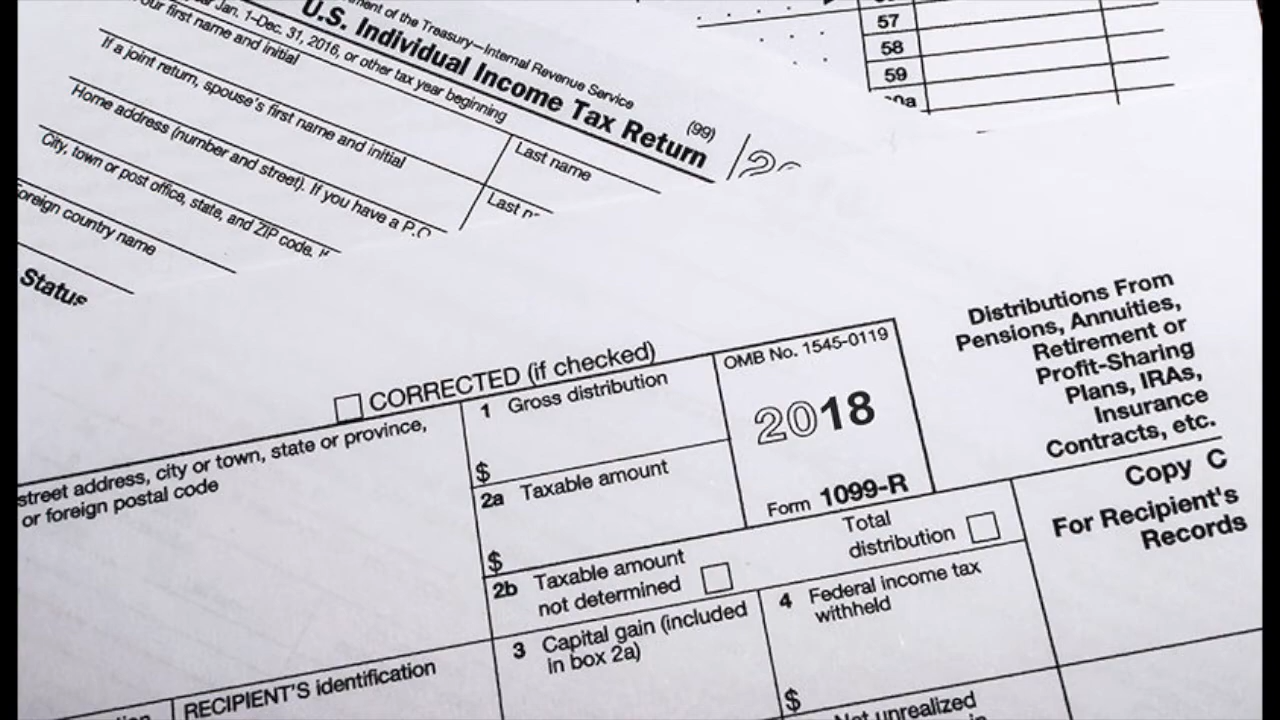 ment of the Treasury—Internal Revenue Service
U.S. Individual Income Tax Return
(99)
Jan. 1–Dec. 31, 2016, or other tax year beginning
our first name and initial
Last name
If a joint return, spouse's first name and initial
Last n
Home address (number and street). If you have a P.O
City, town or post office, state, and ZIP code. If
oreign country name
Status
57
58
59
CORRECTED (if checked)
street address, city or town, state or province,
or foreign postal code
1 Gross distribution
$
2a Taxable amount
$
OMB No. 1545-0119
2018
Form 1099-R
Distributions From
Pensions, Annuities,
Retirement or
Profit-Sharing
Plans, IRAs,
Insurance
Contracts, etc.
2b Taxable amount
not determined
Total
distribution
Copy C
For Recipient's
Records
3 Capital gain (included
in box 2a)
4 Federal income tax
withheld
$
RECIPIENT'S identification
Net unrealized